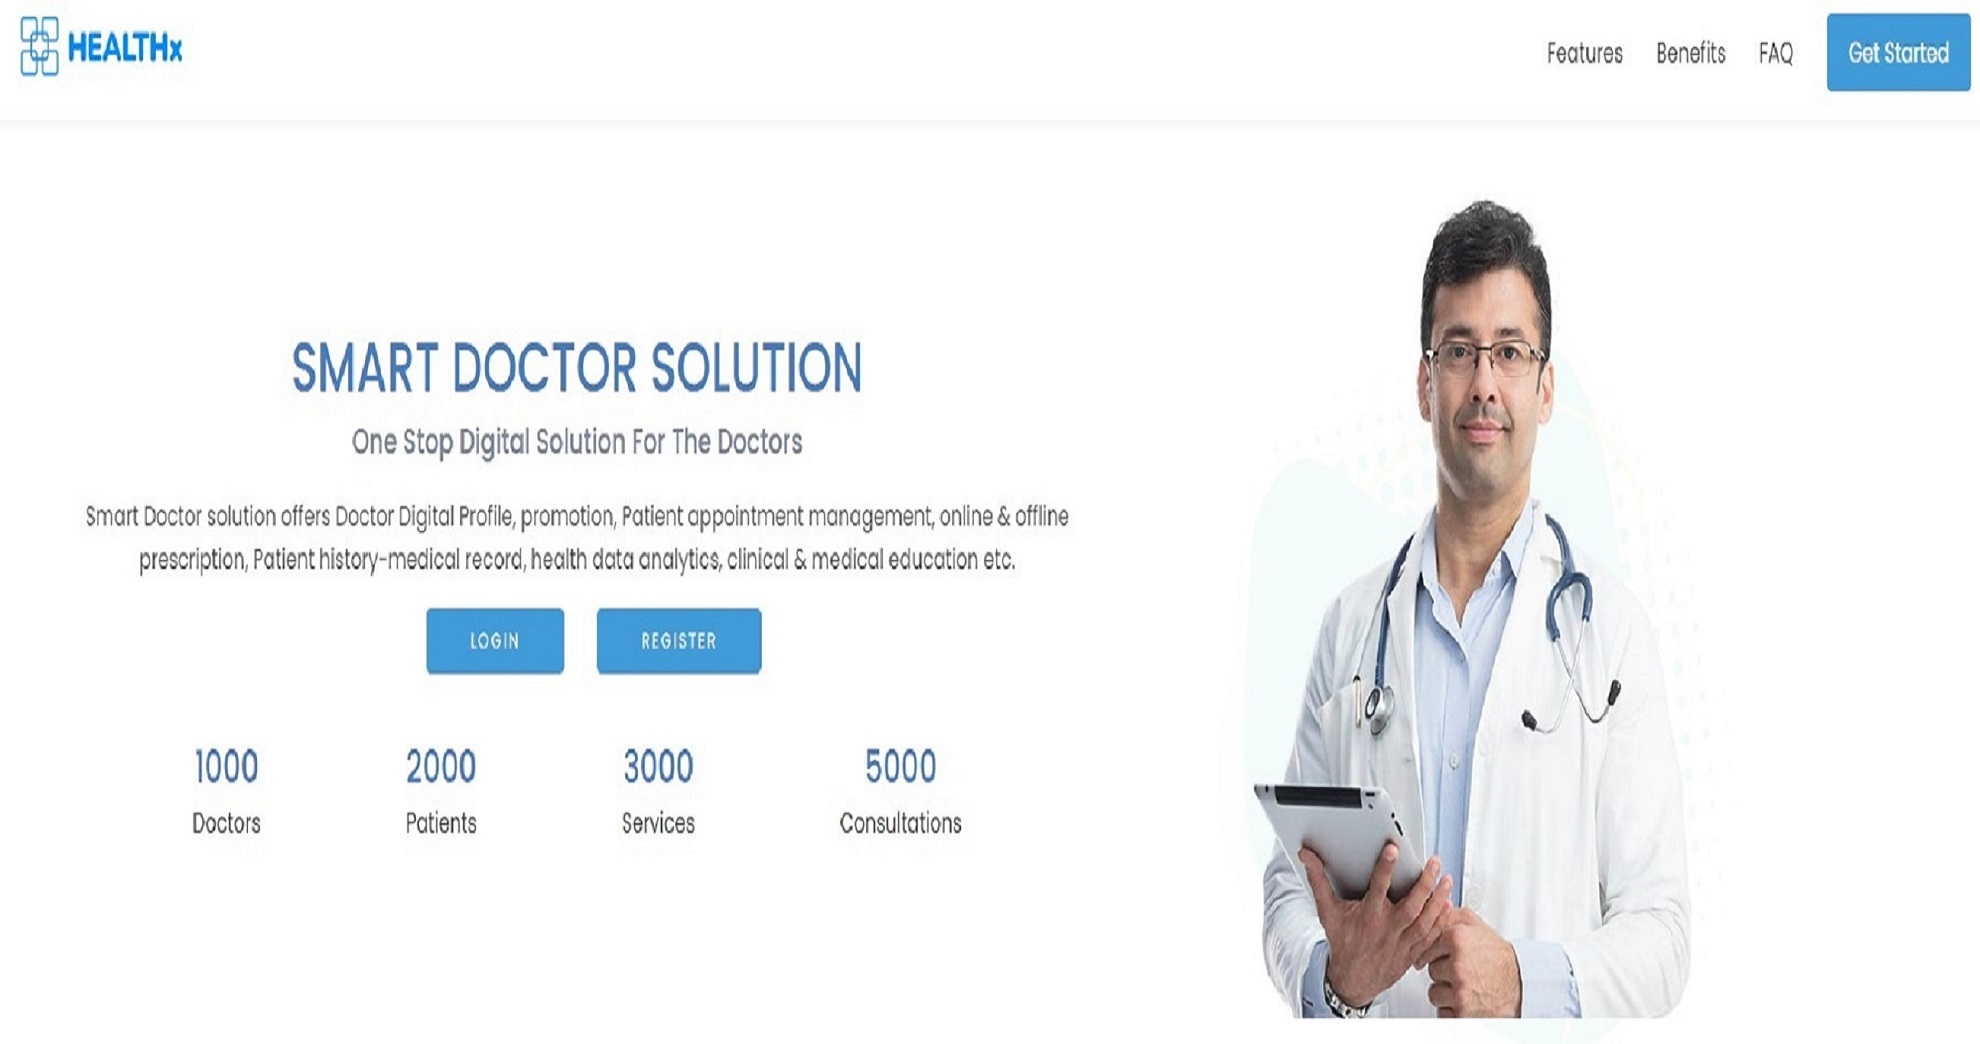 HEALTHx
Features
Benefits
FAQ
Get Started
SMART DOCTOR SOLUTION
One Stop Digital Solution For The Doctors
Smart Doctor solution offers Doctor Digital Profile, promotion, Patient appointment management, online & offline
prescription, Patient history-medical record, health data analytics, clinical & medical education etc.
LOGIN
REGISTER
1000
Doctors
2000
Patients
3000
Services
5000
Consultations